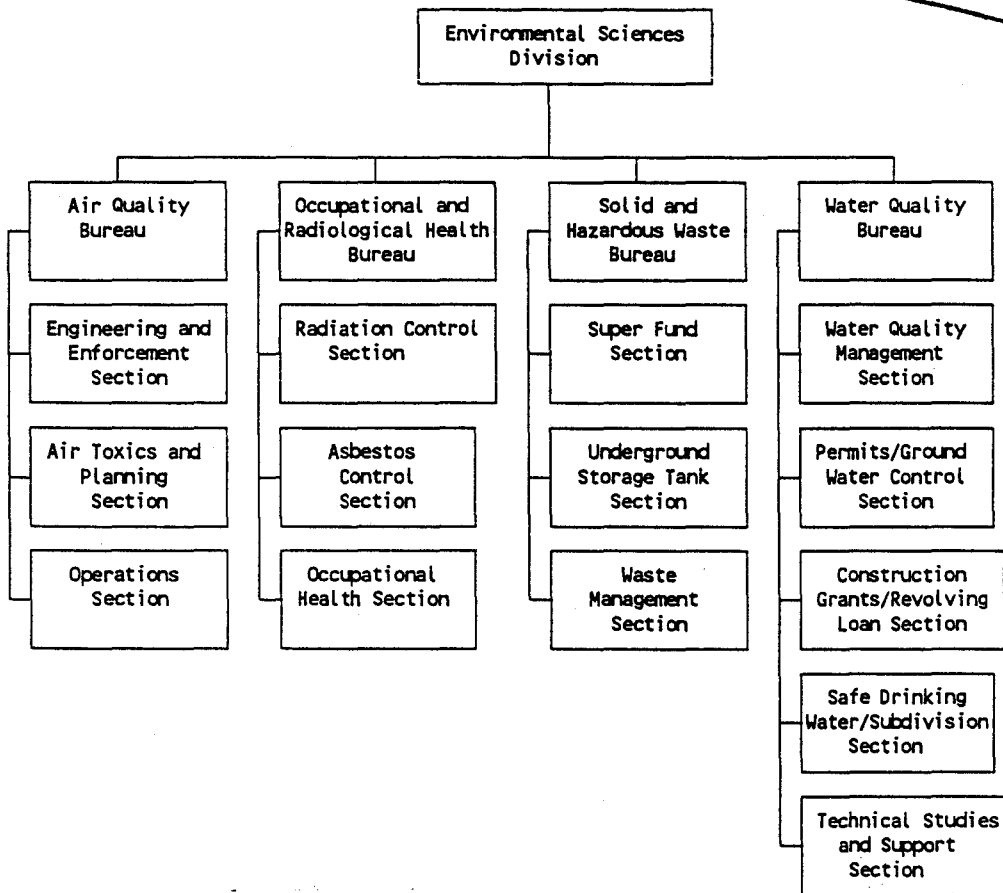 Environmental Sciences
Division
Air Quality
Bureau
Engineering and
Enforcement
Section
Air Toxics and
Planning
Section
Operations
Section
Occupational and
Radiological Health
Bureau
Radiation Control
Section
Asbestos
Control
Section
Occupational
Health Section
Solid and
Hazardous Waste
Bureau
Super Fund
Section
Underground
Storage Tank
Section
Waste
Management
Section
Water Quality
Bureau
Water Quality
Management
Section
Permits/Ground
Water Control
Section
Construction
Grants/Revolving
Loan Section
Safe Drinking
Water/Subdivision
Section
Technical Studies
and Support
Section